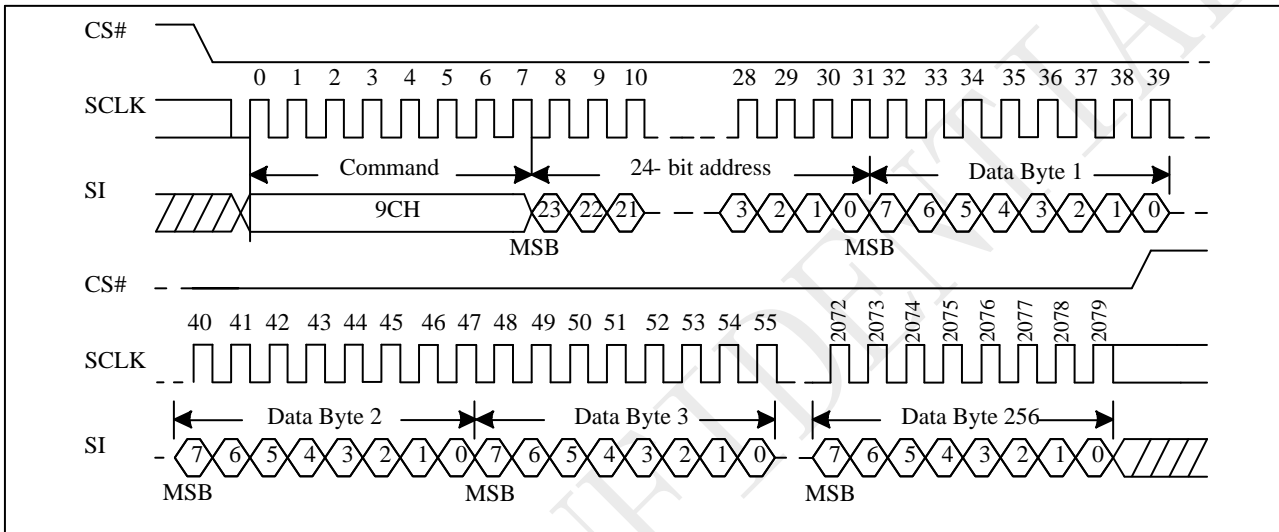 CS#
0 1 2 3 4 5 6 7 8 9 10 28 29 30 31 32 33 34 35 36 37 38 39
SCLK
Command 24- bit address Data Byte 1
SI
9CH 23 22 21 3 2 1 0 7 6 5 4 3 2 1 0
MSB MSB
CS#
40 41 42 43 44 45 46 47 48 49 50 51 52 53 54 55 2072 2073 2074 2075 2076 2077 2078 2079
SCLK
Data Byte 2 Data Byte 3 Data Byte 256
SI
7 6 5 4 3 2 1 0 7 6 5 4 3 2 1 0 7 6 5 4 3 2 1 0
MSB MSB MSB